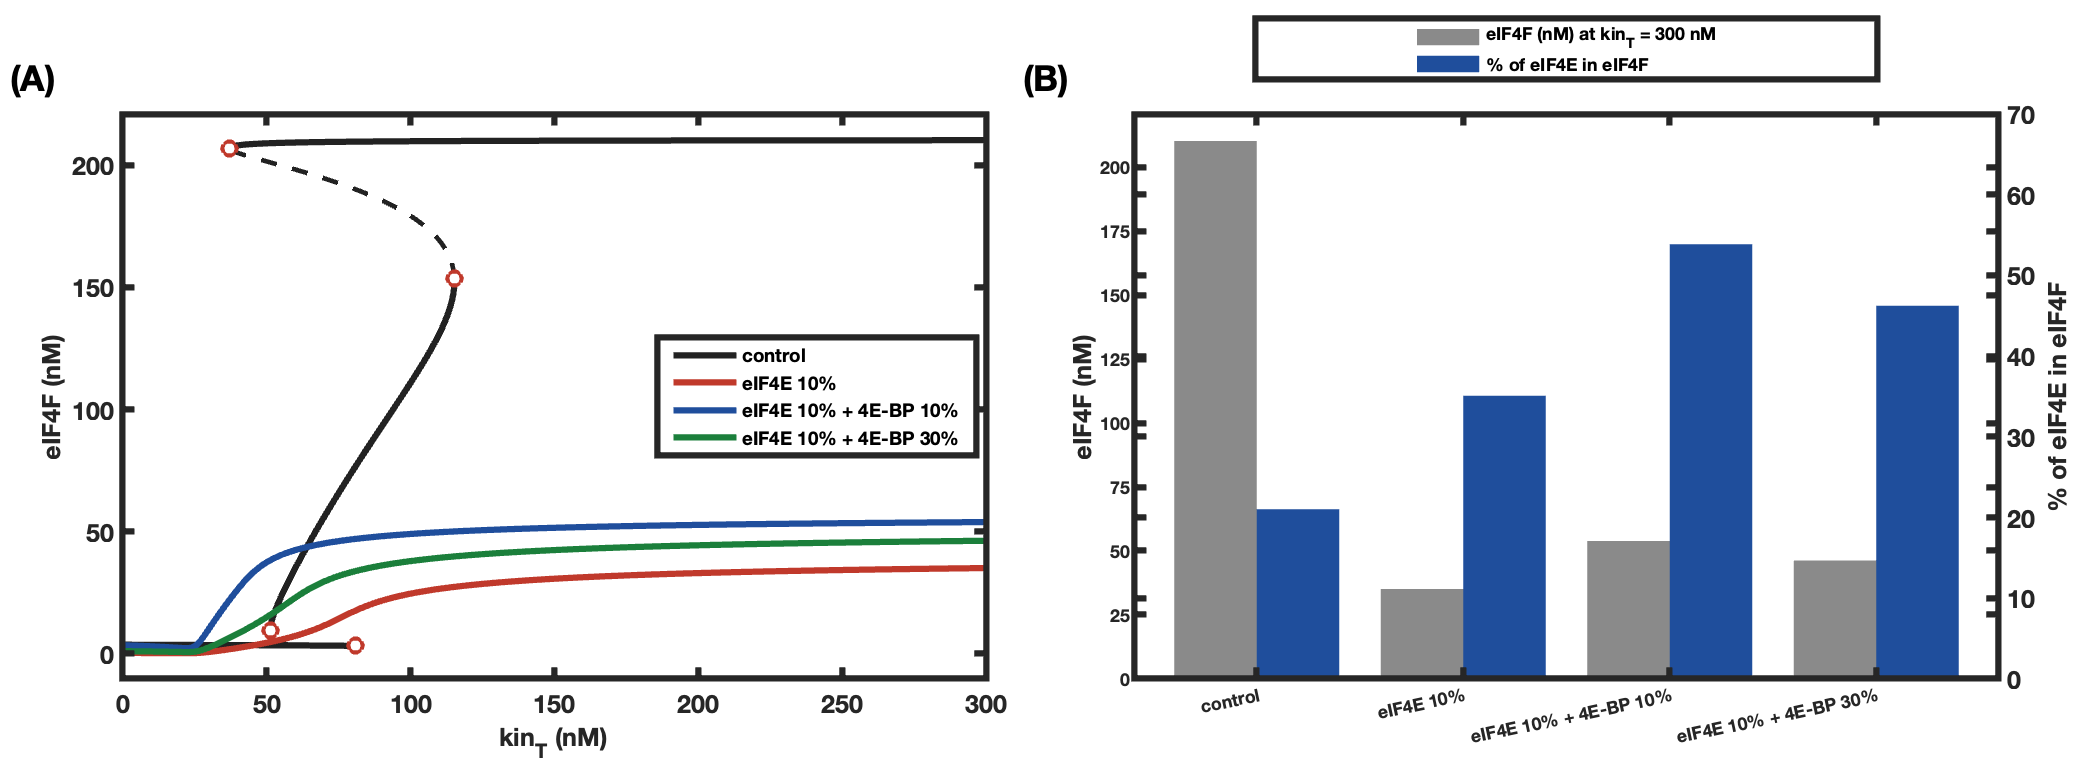 (A)
200
150
100
50
0
0 50 100 150 200 250 300
eIF4F (nM)
kinT (nM)
control
eIF4E 10%
eIF4E 10% + 4E-BP 10%
eIF4E 10% + 4E-BP 30%
(B)
eIF4F (nM) at kinT = 300 nM
% of eIF4E in eIF4F
200
175
150
125
100
75
50
25
0
eIF4F (nM)
70
60
50
40
30
20
10
0
% of eIF4E in eIF4F
control
eIF4E 10%
eIF4E 10% + 4E-BP 10%
eIF4E 10% + 4E-BP 30%